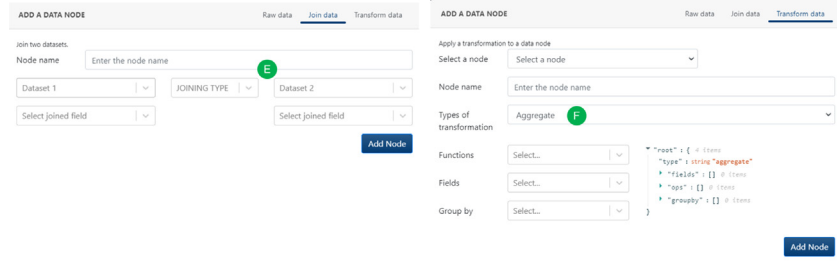 ADD A DATA NODE Raw data Join data Transform data
Join two datasets.
Node name Enter the node name
E
Dataset 1 JOINING TYPE Dataset 2
Select joined field Select joined field
Add Node
ADD A DATA NODE Raw data Join data Transform data
Apply a transformation to a data node
Select a node Select a node
Node name Enter the node name
Types of
transformation Aggregate F
Functions Select...
Fields Select...
Group by Select...
"root" : { 4 items
"type" : string "aggregate"
"fields" : [] 0 items
"ops" : [] 0 items
"groupby" : [] 0 items
}
Add Node